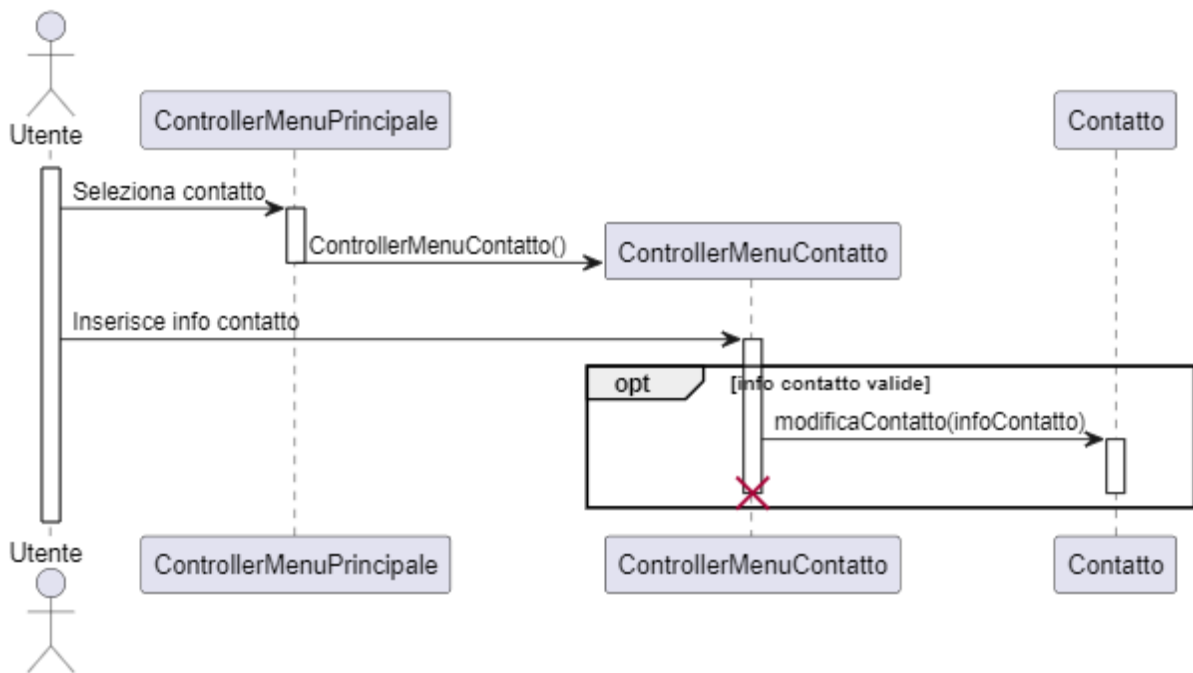 Utente
ControllerMenuPrincipale
Contatto
Seleziona contatto
ControllerMenuContatto()
ControllerMenuContatto
Inserisce info contatto
opt
[info contatto valide]
modificaContatto(infoContatto)
Utente
ControllerMenuPrincipale
ControllerMenuContatto
Contatto